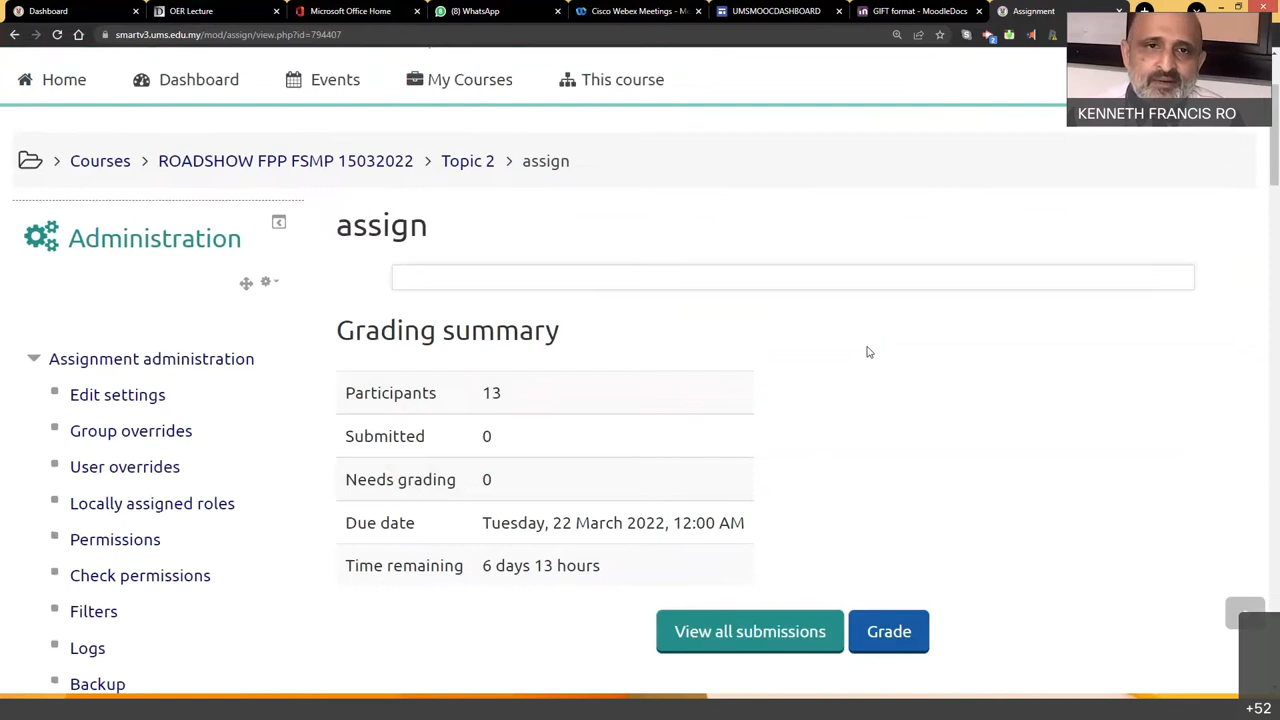 Dashboard
OER Lecture
Microsoft Office Home
(8) WhatsApp
Cisco Webex Meetings - M
UMSMOOCDASHBOARD
GIFT format - MoodleDocs
Assignment
smartv3.ums.edu.my/mod/assign/view.php?id=794407
Home
Dashboard
Events
My Courses
This course
KENNETH FRANCIS RO
Courses
ROADSHOW FPP FSMP 15032022
Topic 2
assign
Administration
assign
Grading summary
Assignment administration
Edit settings
Group overrides
User overrides
Locally assigned roles
Permissions
Check permissions
Filters
Logs
Backup
Participants 13
Submitted 0
Needs grading 0
Due date Tuesday, 22 March 2022, 12:00 AM
Time remaining 6 days 13 hours
View all submissions
Grade
+52